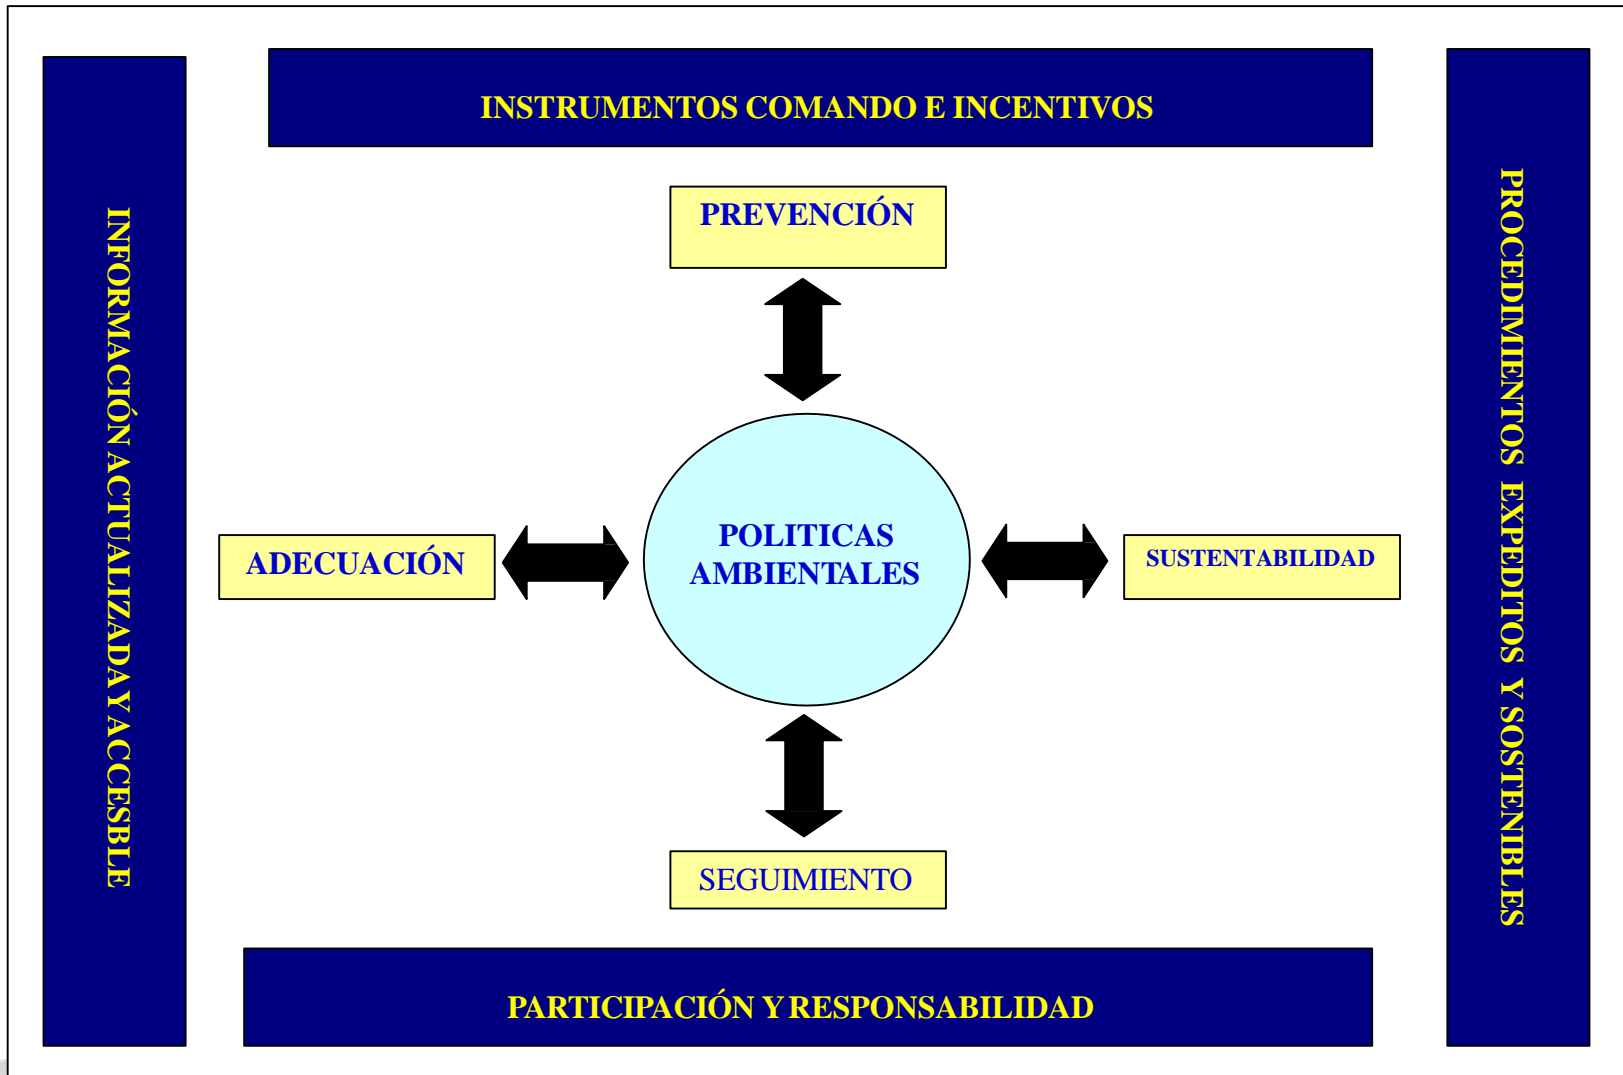 INSTRUMENTOS COMANDO E INCENTIVOS
INFORMACIÓN ACTUALIZADA Y ACCESBLE
PROCEDIMIENTOS EXPEDITOS Y SOSTENIBLES
PREVENCIÓN
ADECUACIÓN
POLITICAS
AMBIENTALES
SUSTENTABILIDAD
SEGUIMIENTO
PARTICIPACIÓN Y RESPONSABILIDAD